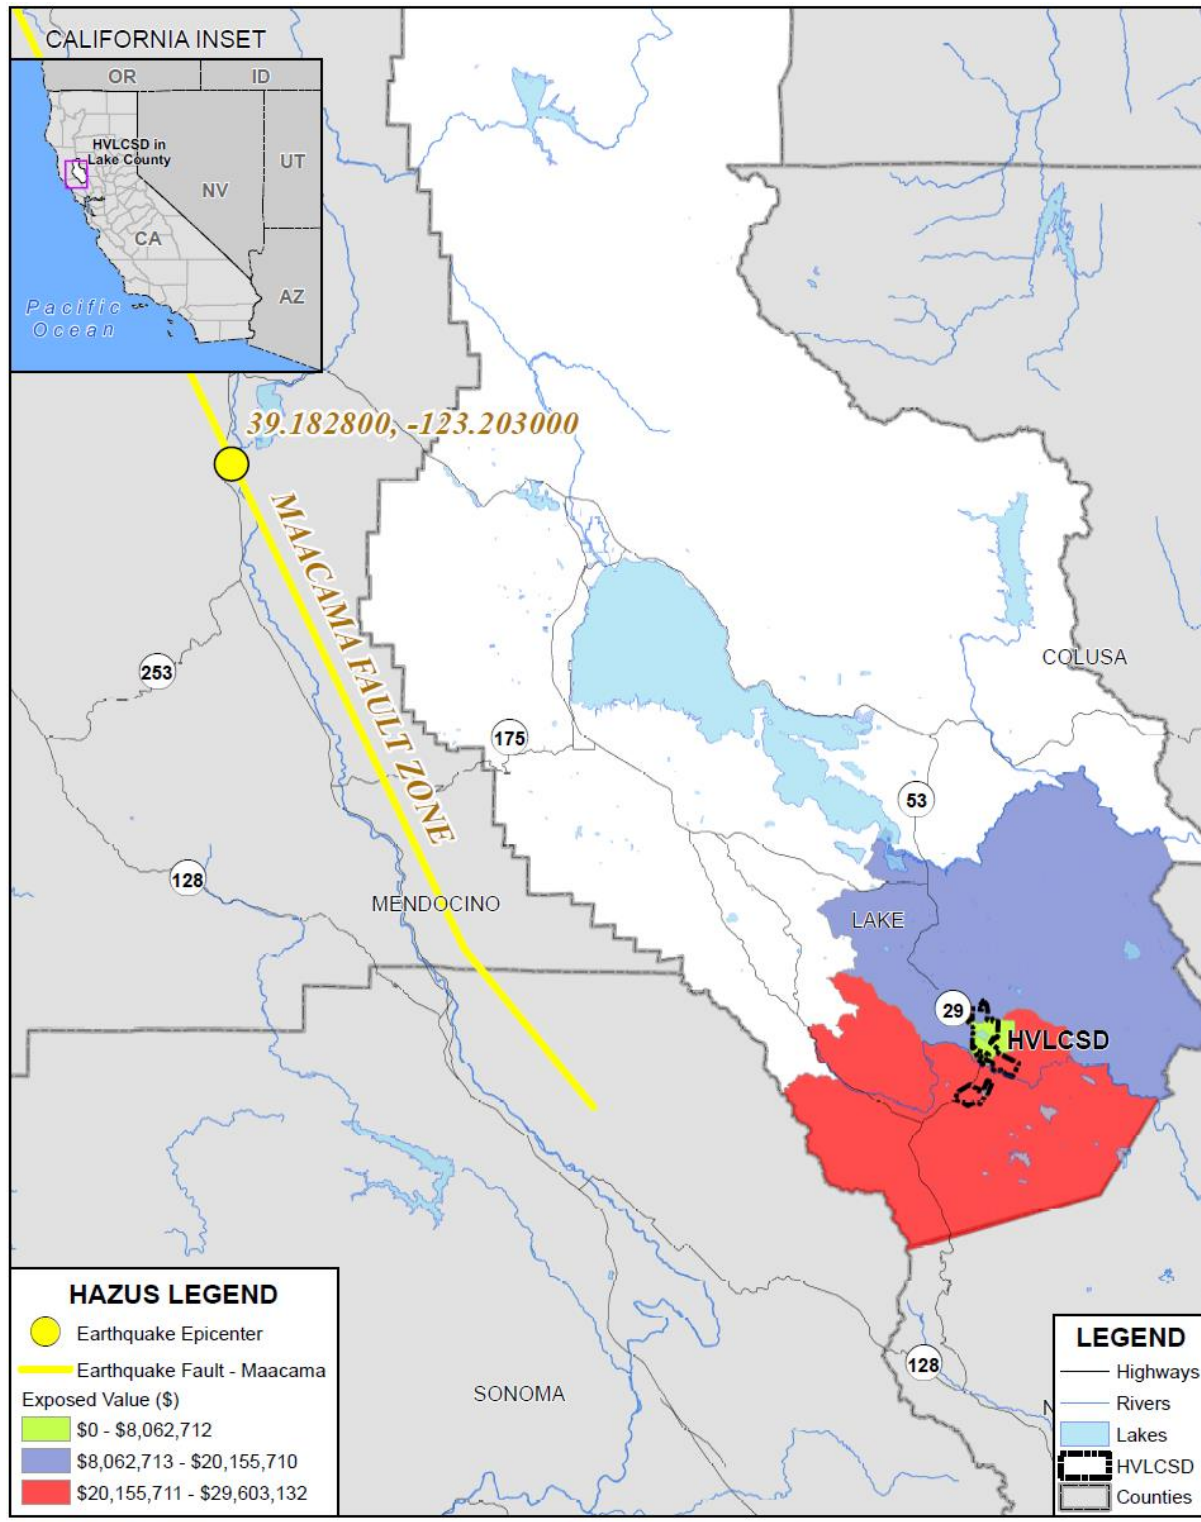 CALIFORNIA INSET
OR
ID
HVLCSD in
Lake County
UT
NV
CA
AZ
Pacific
Ocean
39.182800, -123.203000
MAACAMA FAULT ZONE
COLUSA
253
175
53
128
MENDOCINO
LAKE
29
HVLCSD
HAZUS LEGEND
Earthquake Epicenter
Earthquake Fault - Maacama
Exposed Value ($)
$0 - $8,062,712
$8,062,713 - $20,155,710
$20,155,711 - $29,603,132
SONOMA
128
N
LEGEND
Highways
Rivers
Lakes
HVLCSD
Counties